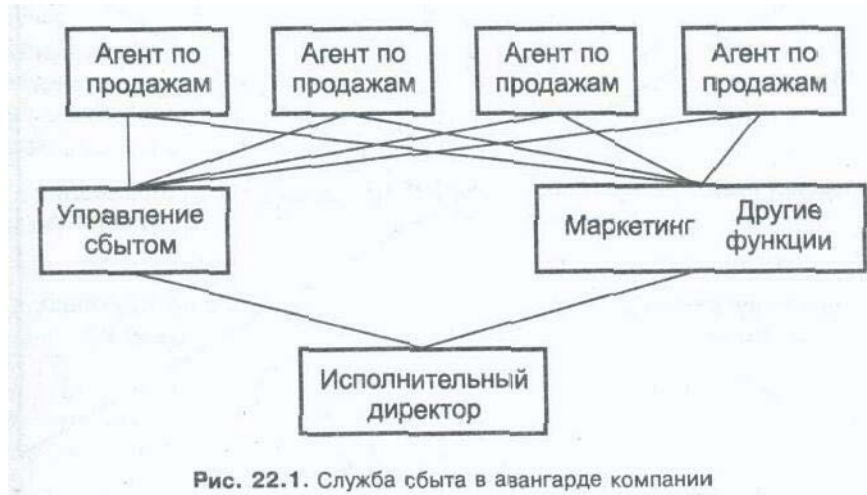 Агент по
продажам
Агент по
продажам
Агент по
продажам
Агент по
продажам
Управление
сбытом
Маркетинг
Другие
функции
Исполнительный
директор
Рис. 22.1. Служба сбыта в авангарде компании